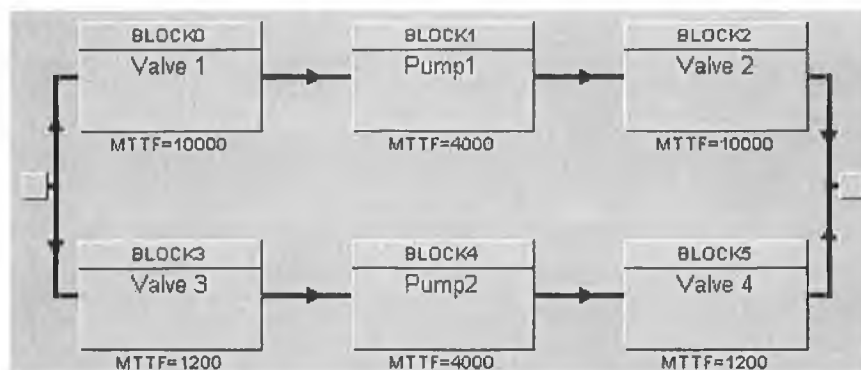 BLOCK0 BLOCK1 BLOCK2
Valve 1 Pump1 Valve 2
MTTF=10000 MTTF=4000 MTTF=10000
BLOCK3 BLOCK4 BLOCK5
Valve 3 Pump2 Valve 4
MTTF=1200 MTTF=4000 MTTF=1200